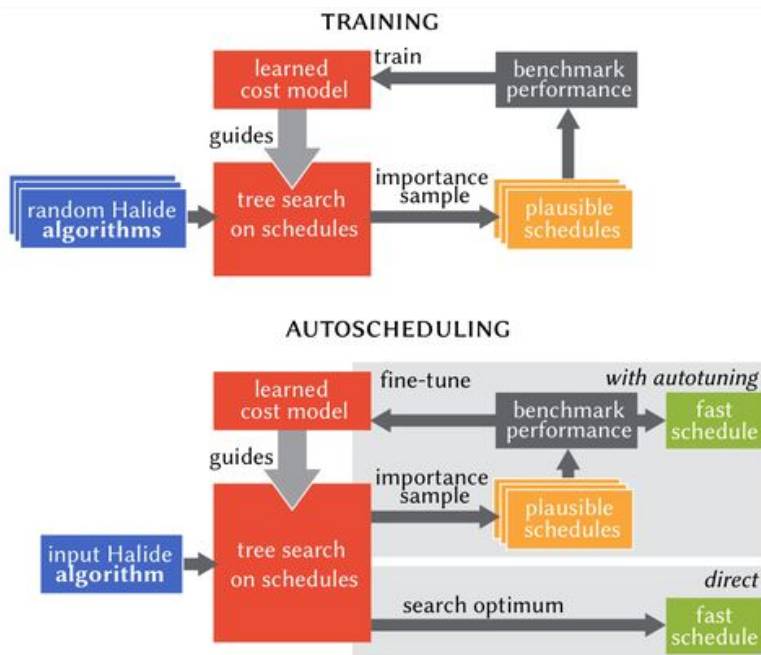 TRAINING
learned
cost model
train
benchmark
performance
guides
random Halide
algorithms
tree search
on schedules
importance
sample
plausible
schedules
AUTOSCHEDULING
learned
cost model
fine-tune
with autotuning
benchmark
performance
fast
schedule
guides
importance
sample
plausible
schedules
input Halide
algorithm
tree search
on schedules
direct
search optimum
fast
schedule